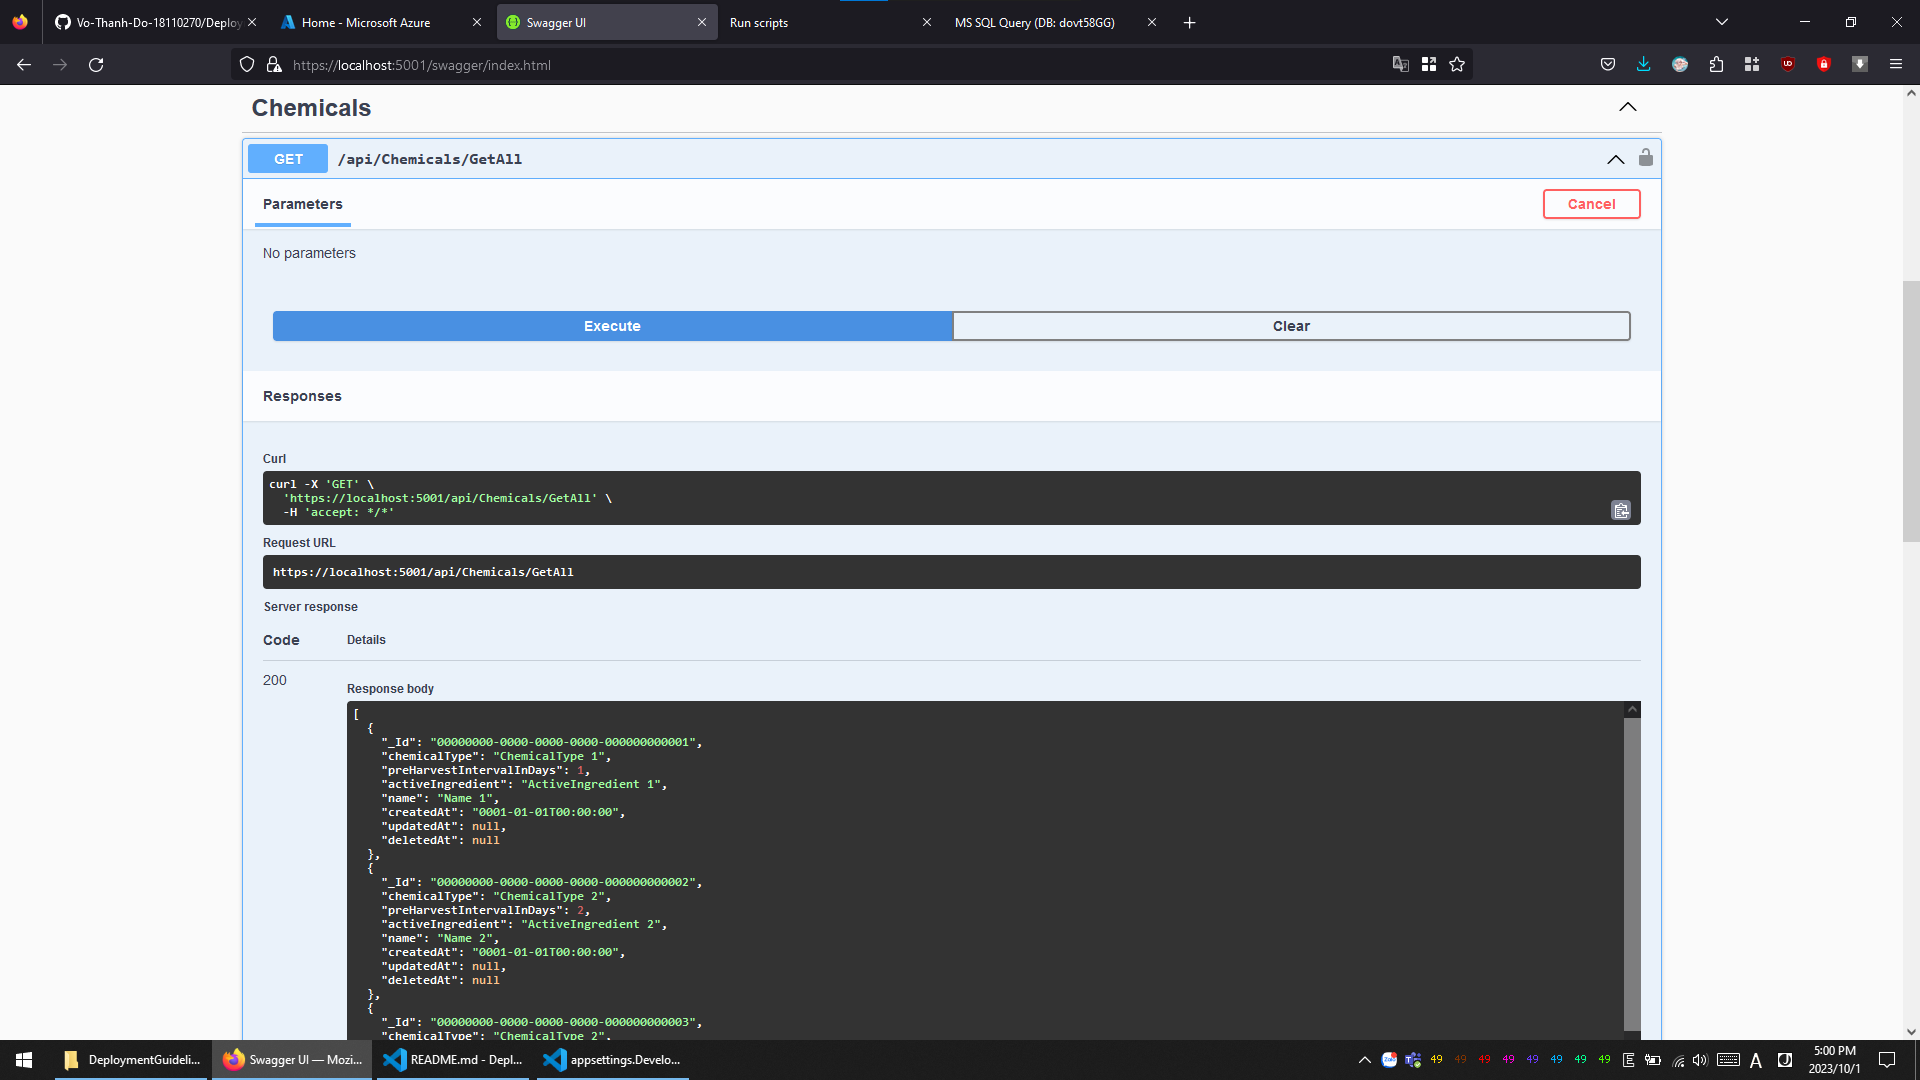 Vo-Thanh-Do-18110270/Deploy
Home - Microsoft Azure
Swagger UI
Run scripts
MS SQL Query (DB: dovt58GG)
https://localhost:5001/swagger/index.html
Chemicals
GET /api/Chemicals/GetAll
Parameters
Cancel
No parameters
Execute
Clear
Responses
Curl
curl -X 'GET' \
'https://localhost:5001/api/Chemicals/GetAll' \
-H 'accept: */*'
Request URL
https://localhost:5001/api/Chemicals/GetAll
Server response
Code Details
200
Response body
[
{
"_Id": "00000000-0000-0000-0000-000000000001",
"chemicalType": "ChemicalType 1",
"preHarvestIntervalInDays": 1,
"activeIngredient": "ActiveIngredient 1",
"name": "Name 1",
"createdAt": "0001-01-01T00:00:00",
"updatedAt": null,
"deletedAt": null
},
{
"_Id": "00000000-0000-0000-0000-000000000002",
"chemicalType": "ChemicalType 2",
"preHarvestIntervalInDays": 2,
"activeIngredient": "ActiveIngredient 2",
"name": "Name 2",
"createdAt": "0001-01-01T00:00:00",
"updatedAt": null,
"deletedAt": null
},
{
"_Id": "00000000-0000-0000-0000-000000000003",
"chemicalType": "ChemicalType 2",
DeploymentGuideli...
Swagger UI — Mozi...
README.md - Depl...
appsettings.Develo...
49 49 49 49 49 49 49 49
A
5:00 PM
2023/10/1